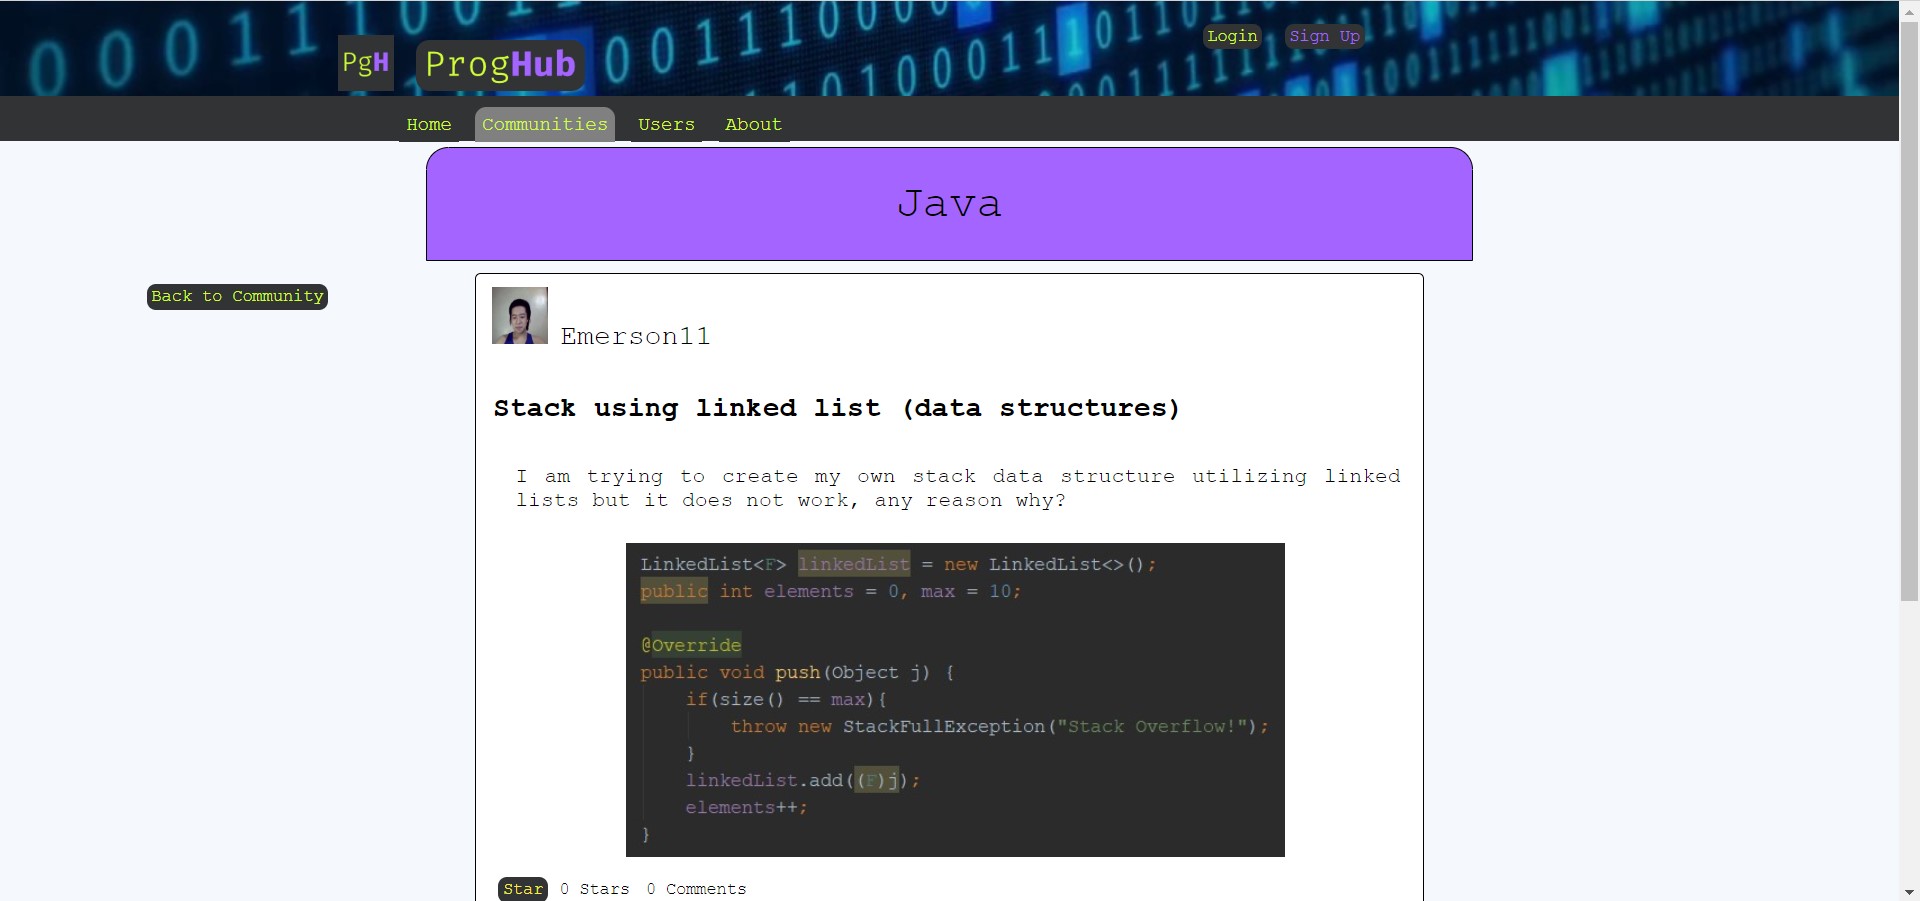 PgH ProgHub
Login Sign Up
Home Communities Users About
Java
Back to Community
Emerson11
Stack using linked list (data structures)
I am trying to create my own stack data structure utilizing linked
lists but it does not work, any reason why?
LinkedList<F> linkedList = new LinkedList<>();
public int elements = 0, max = 10;
@Override
public void push(Object j) {
if(size() == max){
throw new StackFullException("Stack Overflow!");
}
linkedList.add((F)j);
elements++;
}
Star 0 Stars 0 Comments